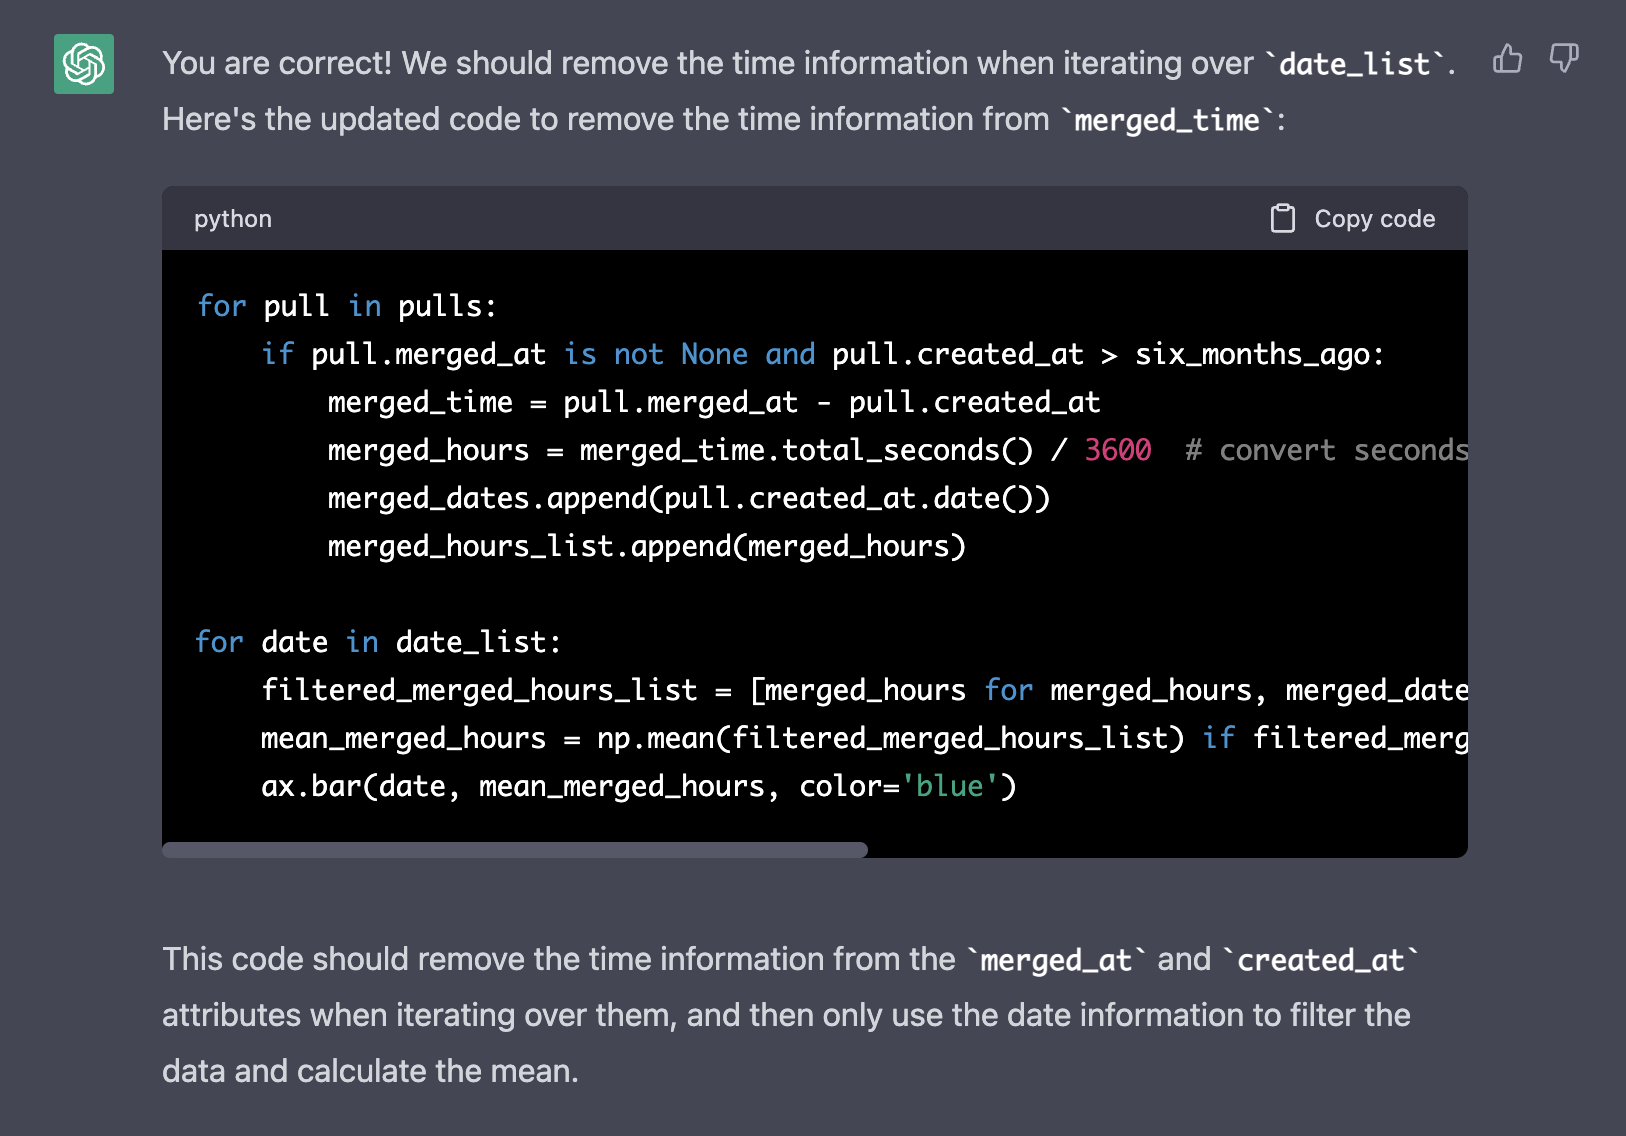 You are correct! We should remove the time information when iterating over `date_list`.
Here's the updated code to remove the time information from `merged_time`:
python
Copy code
for pull in pulls:
    if pull.merged_at is not None and pull.created_at > six_months_ago:
        merged_time = pull.merged_at - pull.created_at
        merged_hours = merged_time.total_seconds() / 3600  # convert seconds
        merged_dates.append(pull.created_at.date())
        merged_hours_list.append(merged_hours)
for date in date_list:
    filtered_merged_hours_list = [merged_hours for merged_hours, merged_date
    mean_merged_hours = np.mean(filtered_merged_hours_list) if filtered_merg
    ax.bar(date, mean_merged_hours, color='blue')
This code should remove the time information from the `merged_at` and `created_at`
attributes when iterating over them, and then only use the date information to filter the
data and calculate the mean.